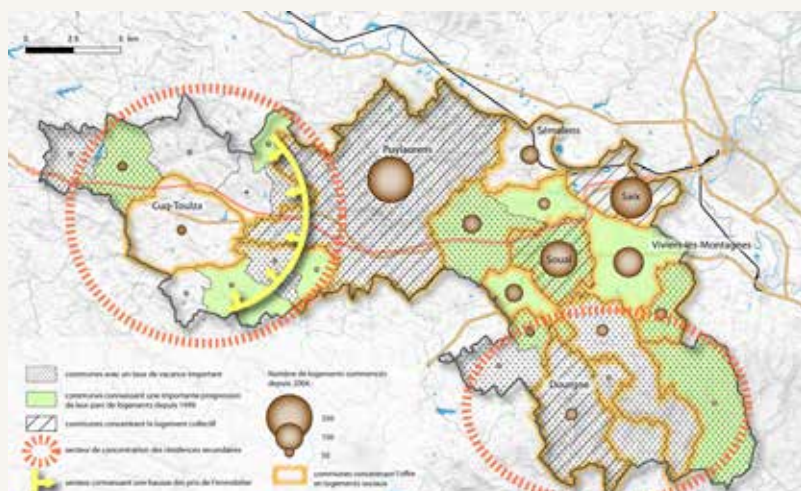 0 2.5 5 km
Puylaurens
Sémalens
Saix
Cuq-Toulza
Soual
Viviers-lès-Montagnes
Dourgne
communes avec un taux de vacance important
communes connaissant une importante progression
de leur parc de logements depuis 1999
communes concentrant le logement collectif
secteur de concentration des résidences secondaires
secteur connaissant une hausse des prix de l'immobilier
Nombre de logements commencés
depuis 2004
200
100
50
communes concentrant l'offre
en logements sociaux